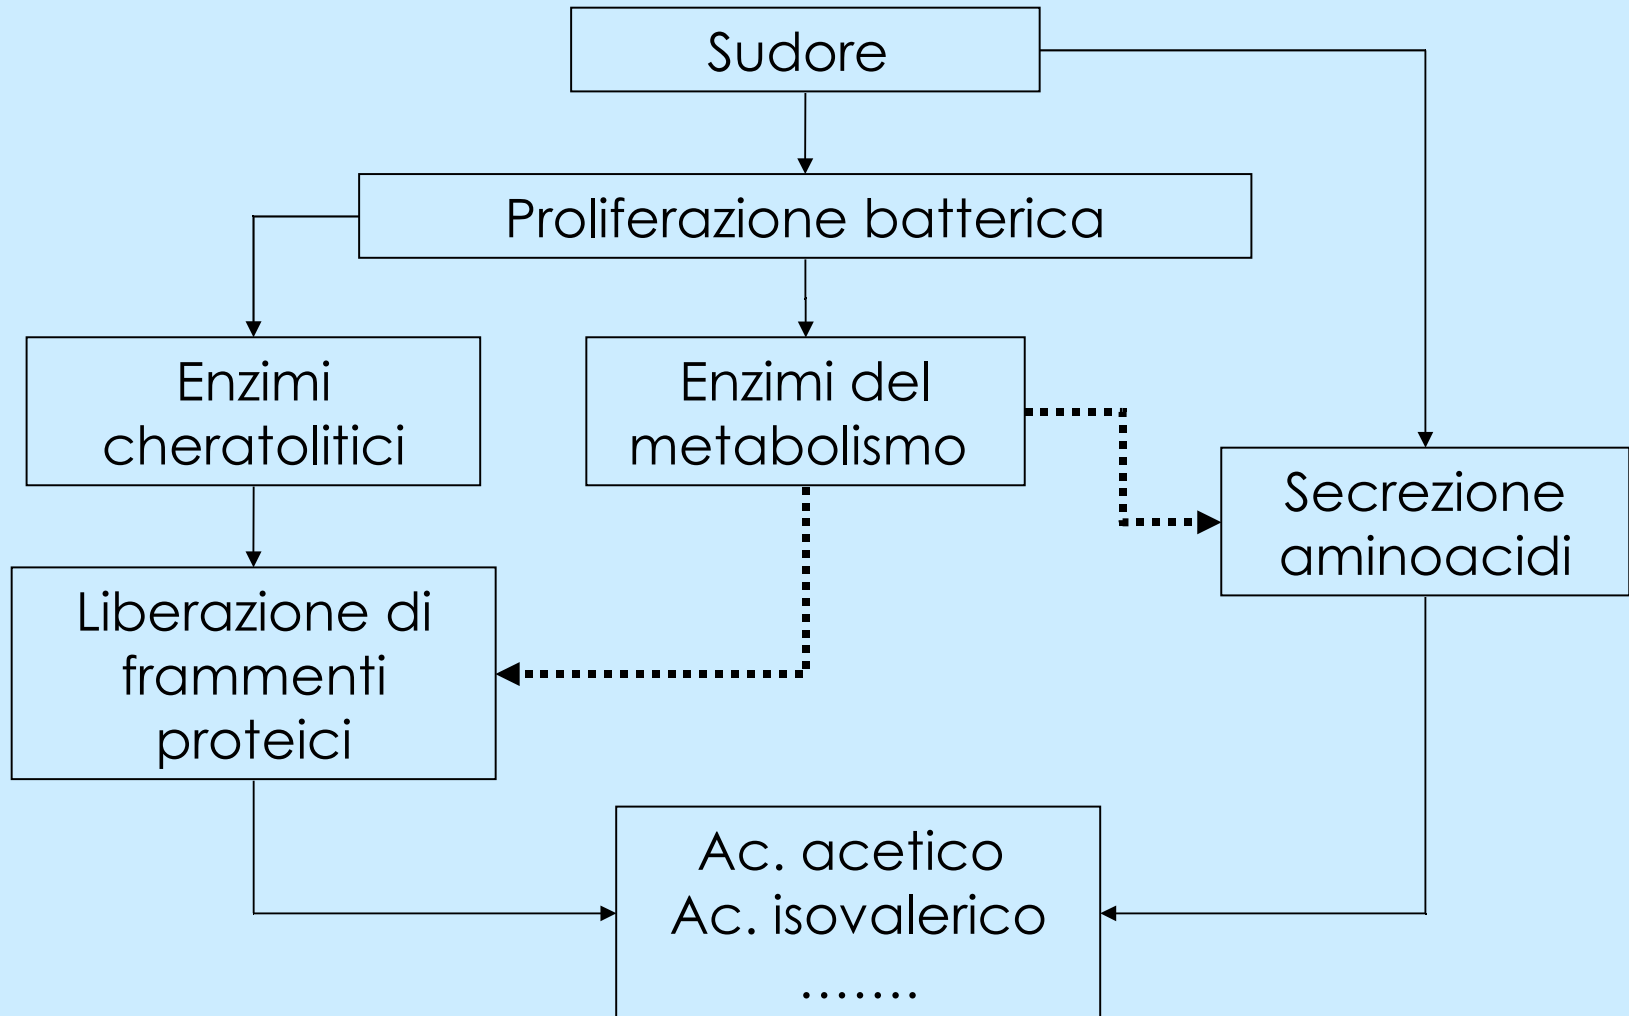 Sudore
Proliferazione batterica
Enzimi
cheratolitici
Enzimi del
metabolismo
Secrezione
aminoacidi
Liberazione di
frammenti
proteici
Ac. acetico
Ac. isovalerico
.......